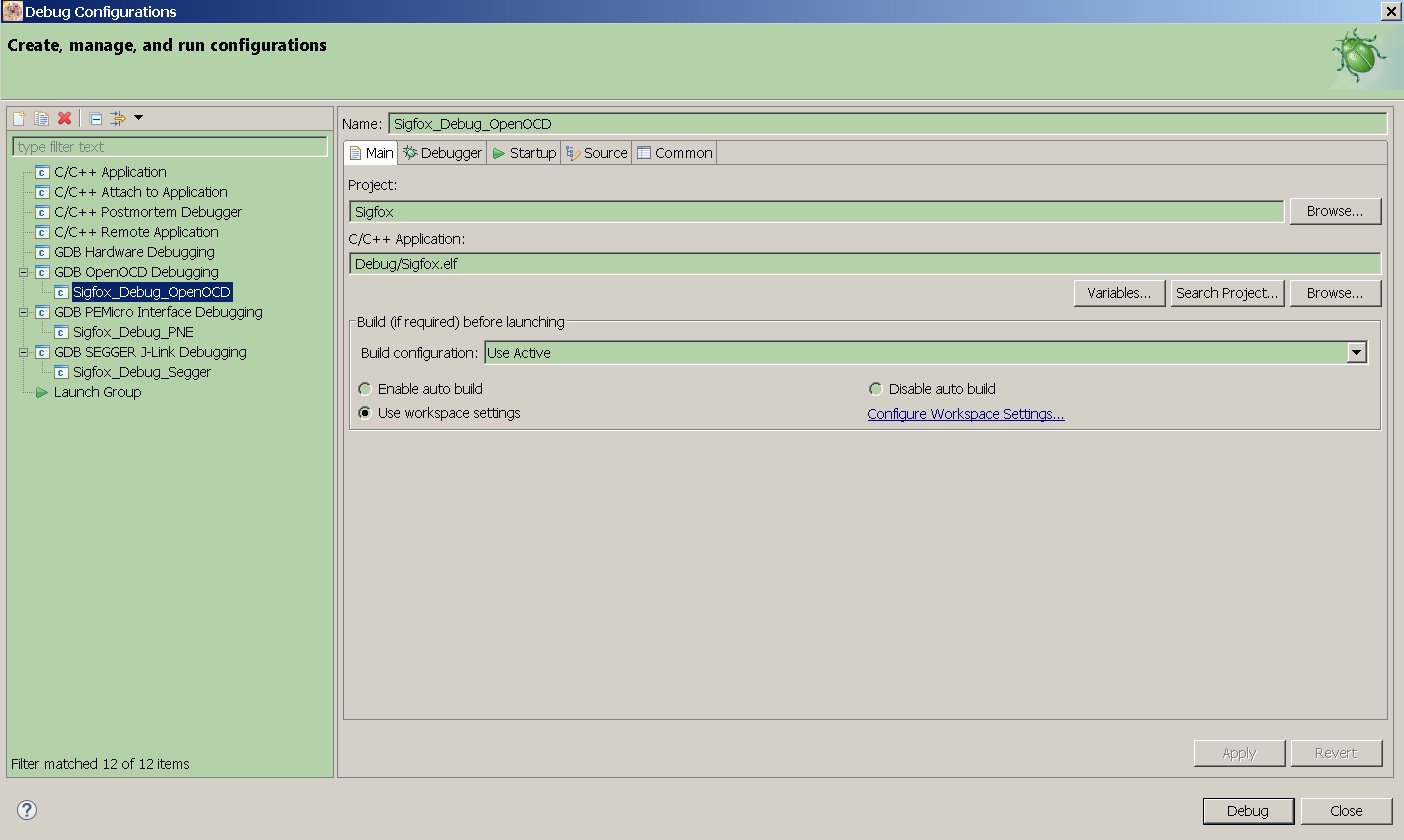 Debug Configurations
Create, manage, and run configurations
type filter text
C/C++ Application
C/C++ Attach to Application
C/C++ Postmortem Debugger
C/C++ Remote Application
GDB Hardware Debugging
GDB OpenOCD Debugging
Sigfox_Debug_OpenOCD
GDB PEMicro Interface Debugging
Sigfox_Debug_PNE
GDB SEGGER J-Link Debugging
Sigfox_Debug_Segger
Launch Group
Filter matched 12 of 12 items
Name: Sigfox_Debug_OpenOCD
Main Debugger Startup Source Common
Project:
Sigfox Browse...
C/C++ Application:
Debug/Sigfox.elf
Variables... Search Project... Browse...
Build (if required) before launching
Build configuration: Use Active
Enable auto build Disable auto build
Use workspace settings Configure Workspace Settings...
Apply Revert
? Debug Close